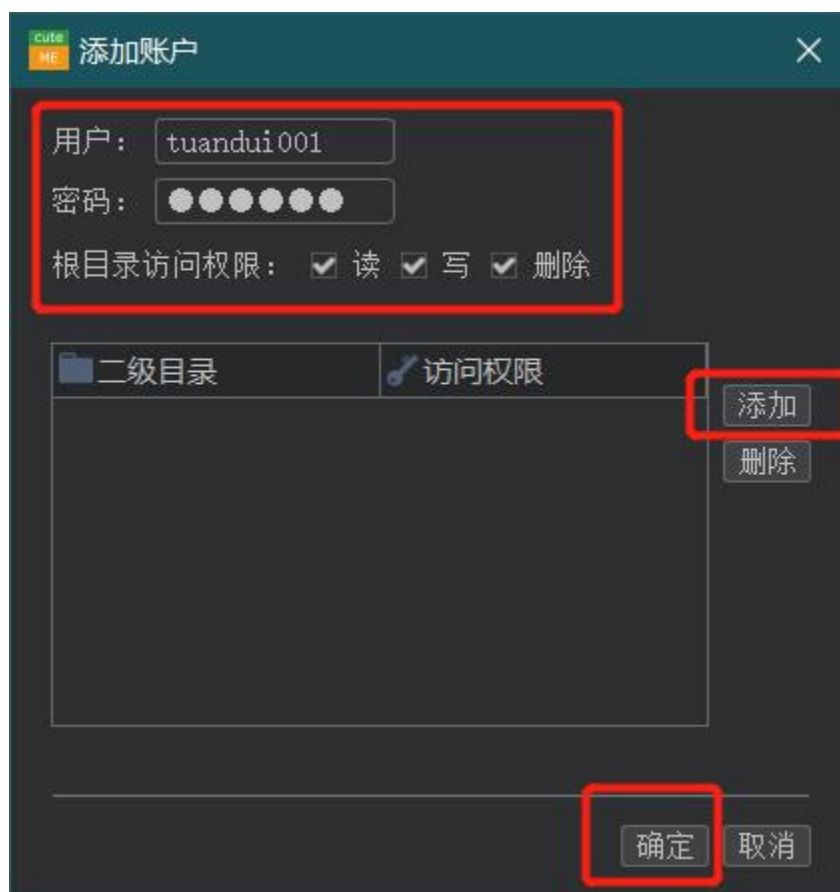 cute
ME
添加账户
用户： tuandui001
密码： ●●●●●●
根目录访问权限： 读 写 删除
二级目录 访问权限
添加
删除
确定 取消